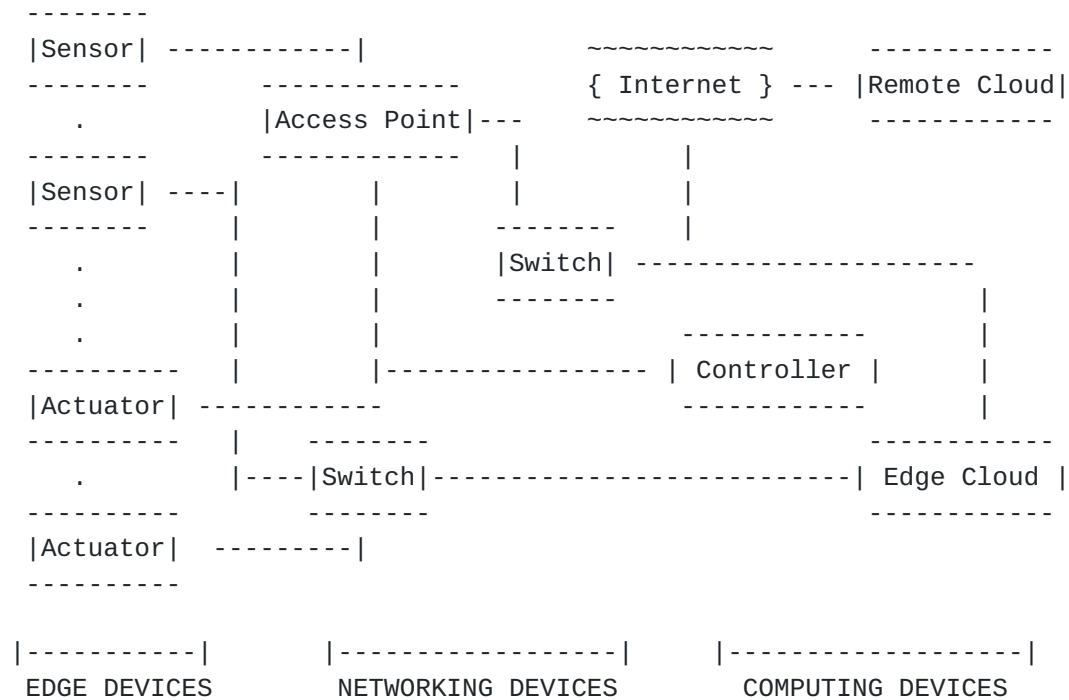 Sensor
{ Internet } Remote Cloud
Access Point
Sensor
Switch
Controller
Actuator
Switch Edge Cloud
Actuator
EDGE DEVICES NETWORKING DEVICES COMPUTING DEVICES